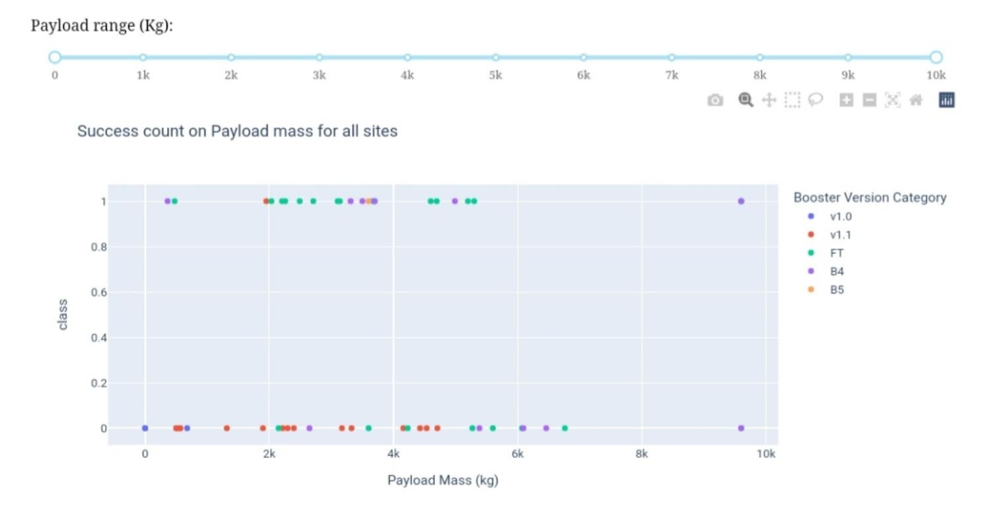 Payload range (Kg):
0 1k 2k 3k 4k 5k 6k 7k 8k 9k 10k
Success count on Payload mass for all sites
1
0.8
0.6
0.4
0.2
0
class
0 2k 4k 6k 8k 10k
Payload Mass (kg)
Booster Version Category
v1.0
v1.1
FT
B4
B5